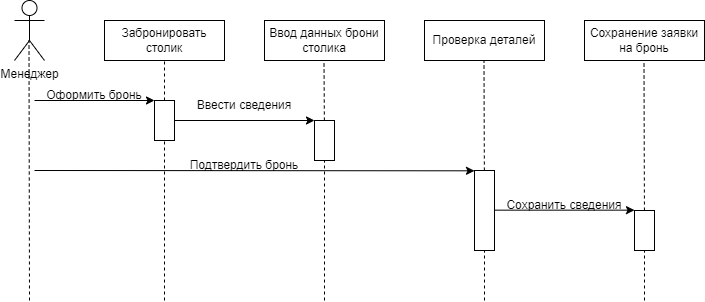 Забронировать
столик
Ввод данных брони
столика
Проверка деталей
Сохранение заявки
на бронь
Менеджер
Оформить бронь
Ввести сведения
Подтвердить бронь
Сохранить сведения